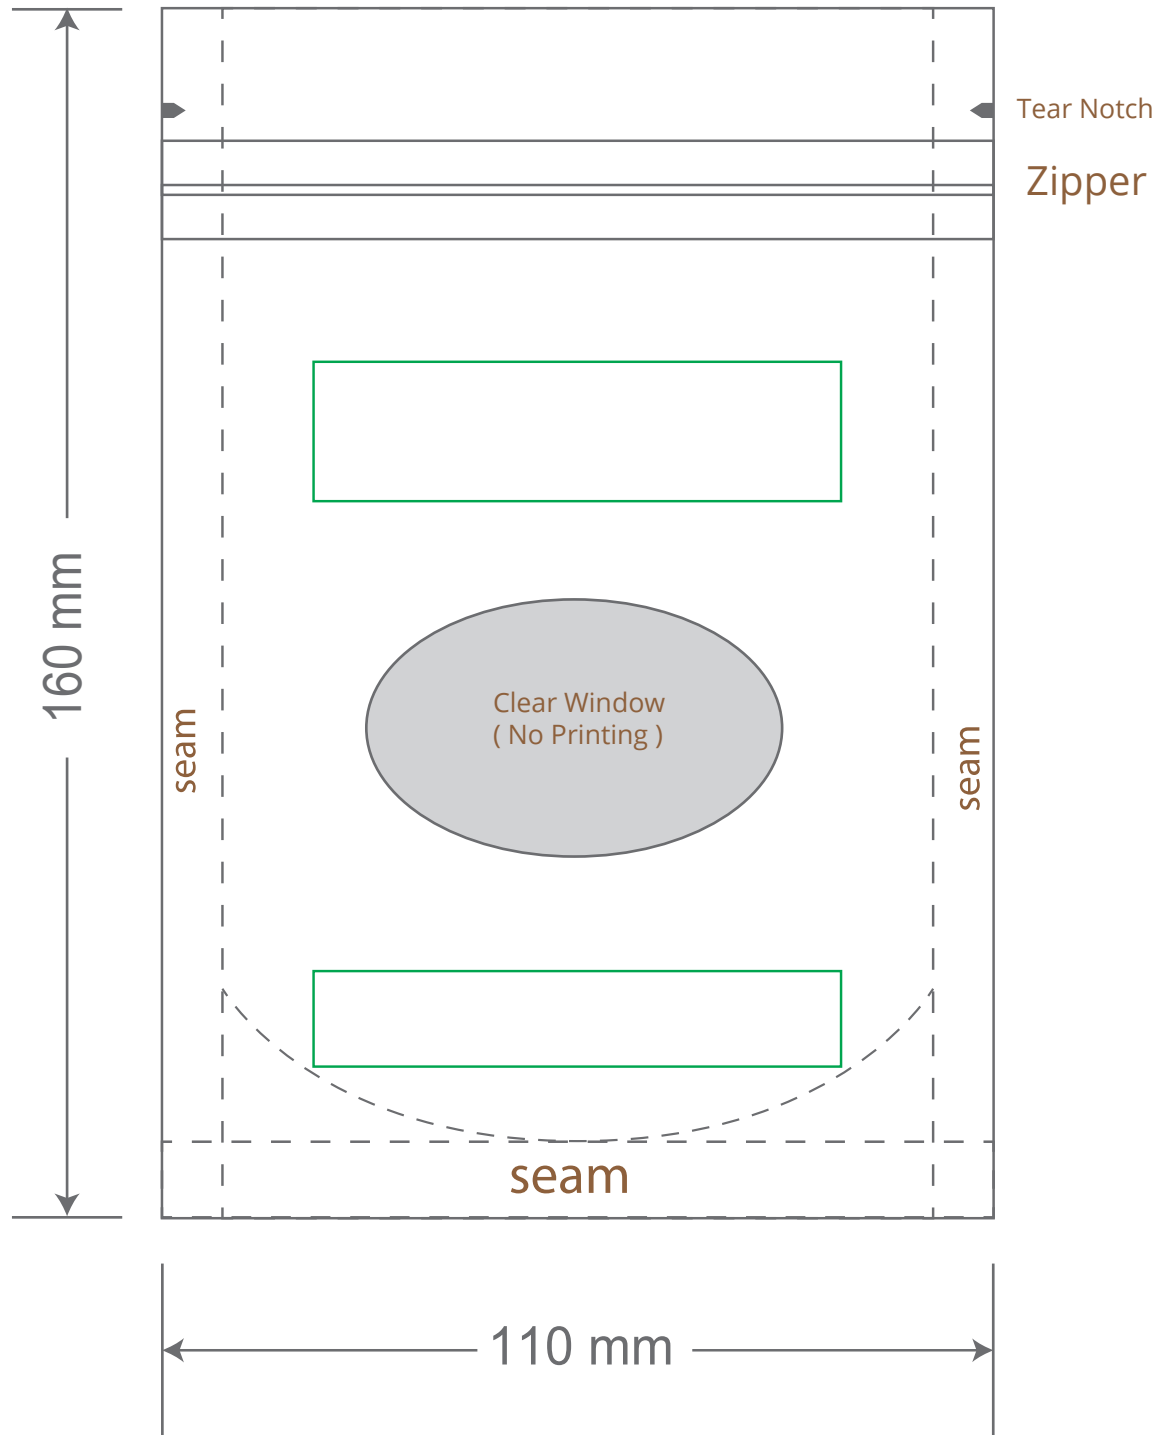 Tear Notch
Zipper
160 mm
Clear Window
( No Printing )
seam
seam
seam
110 mm